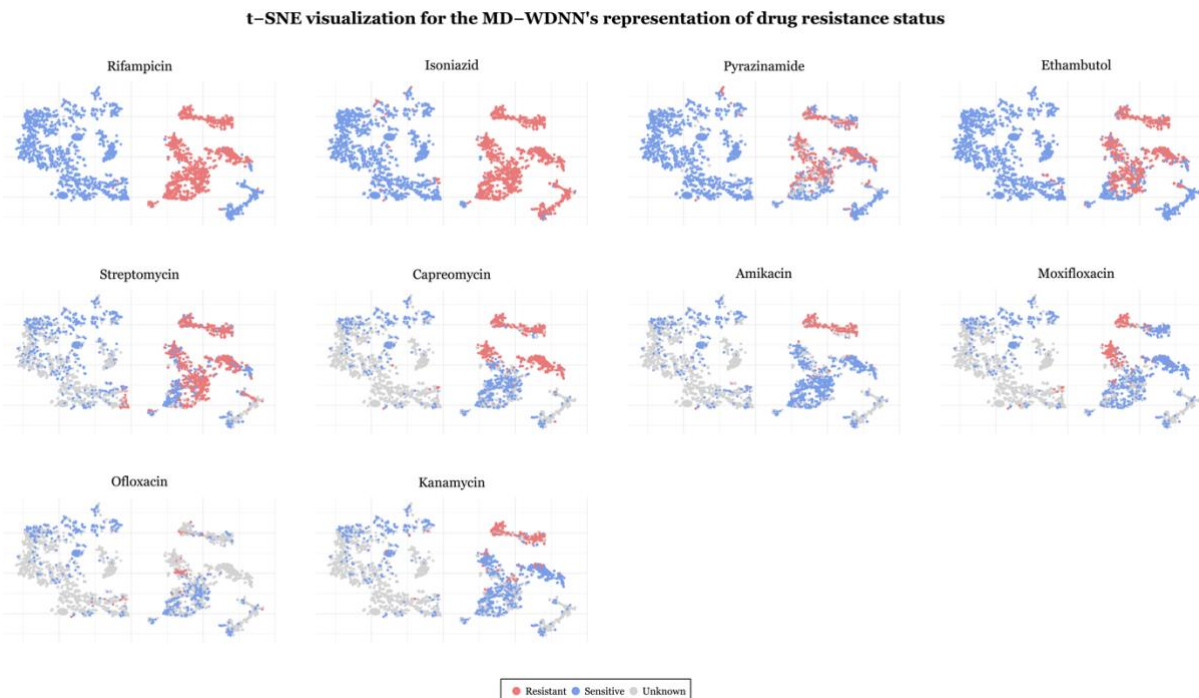 t−SNE visualization for the MD−WDNN's representation of drug resistance status
Rifampicin
Isoniazid
Pyrazinamide
Ethambutol
Streptomycin
Capreomycin
Amikacin
Moxifloxacin
Ofloxacin
Kanamycin
Resistant Sensitive Unknown